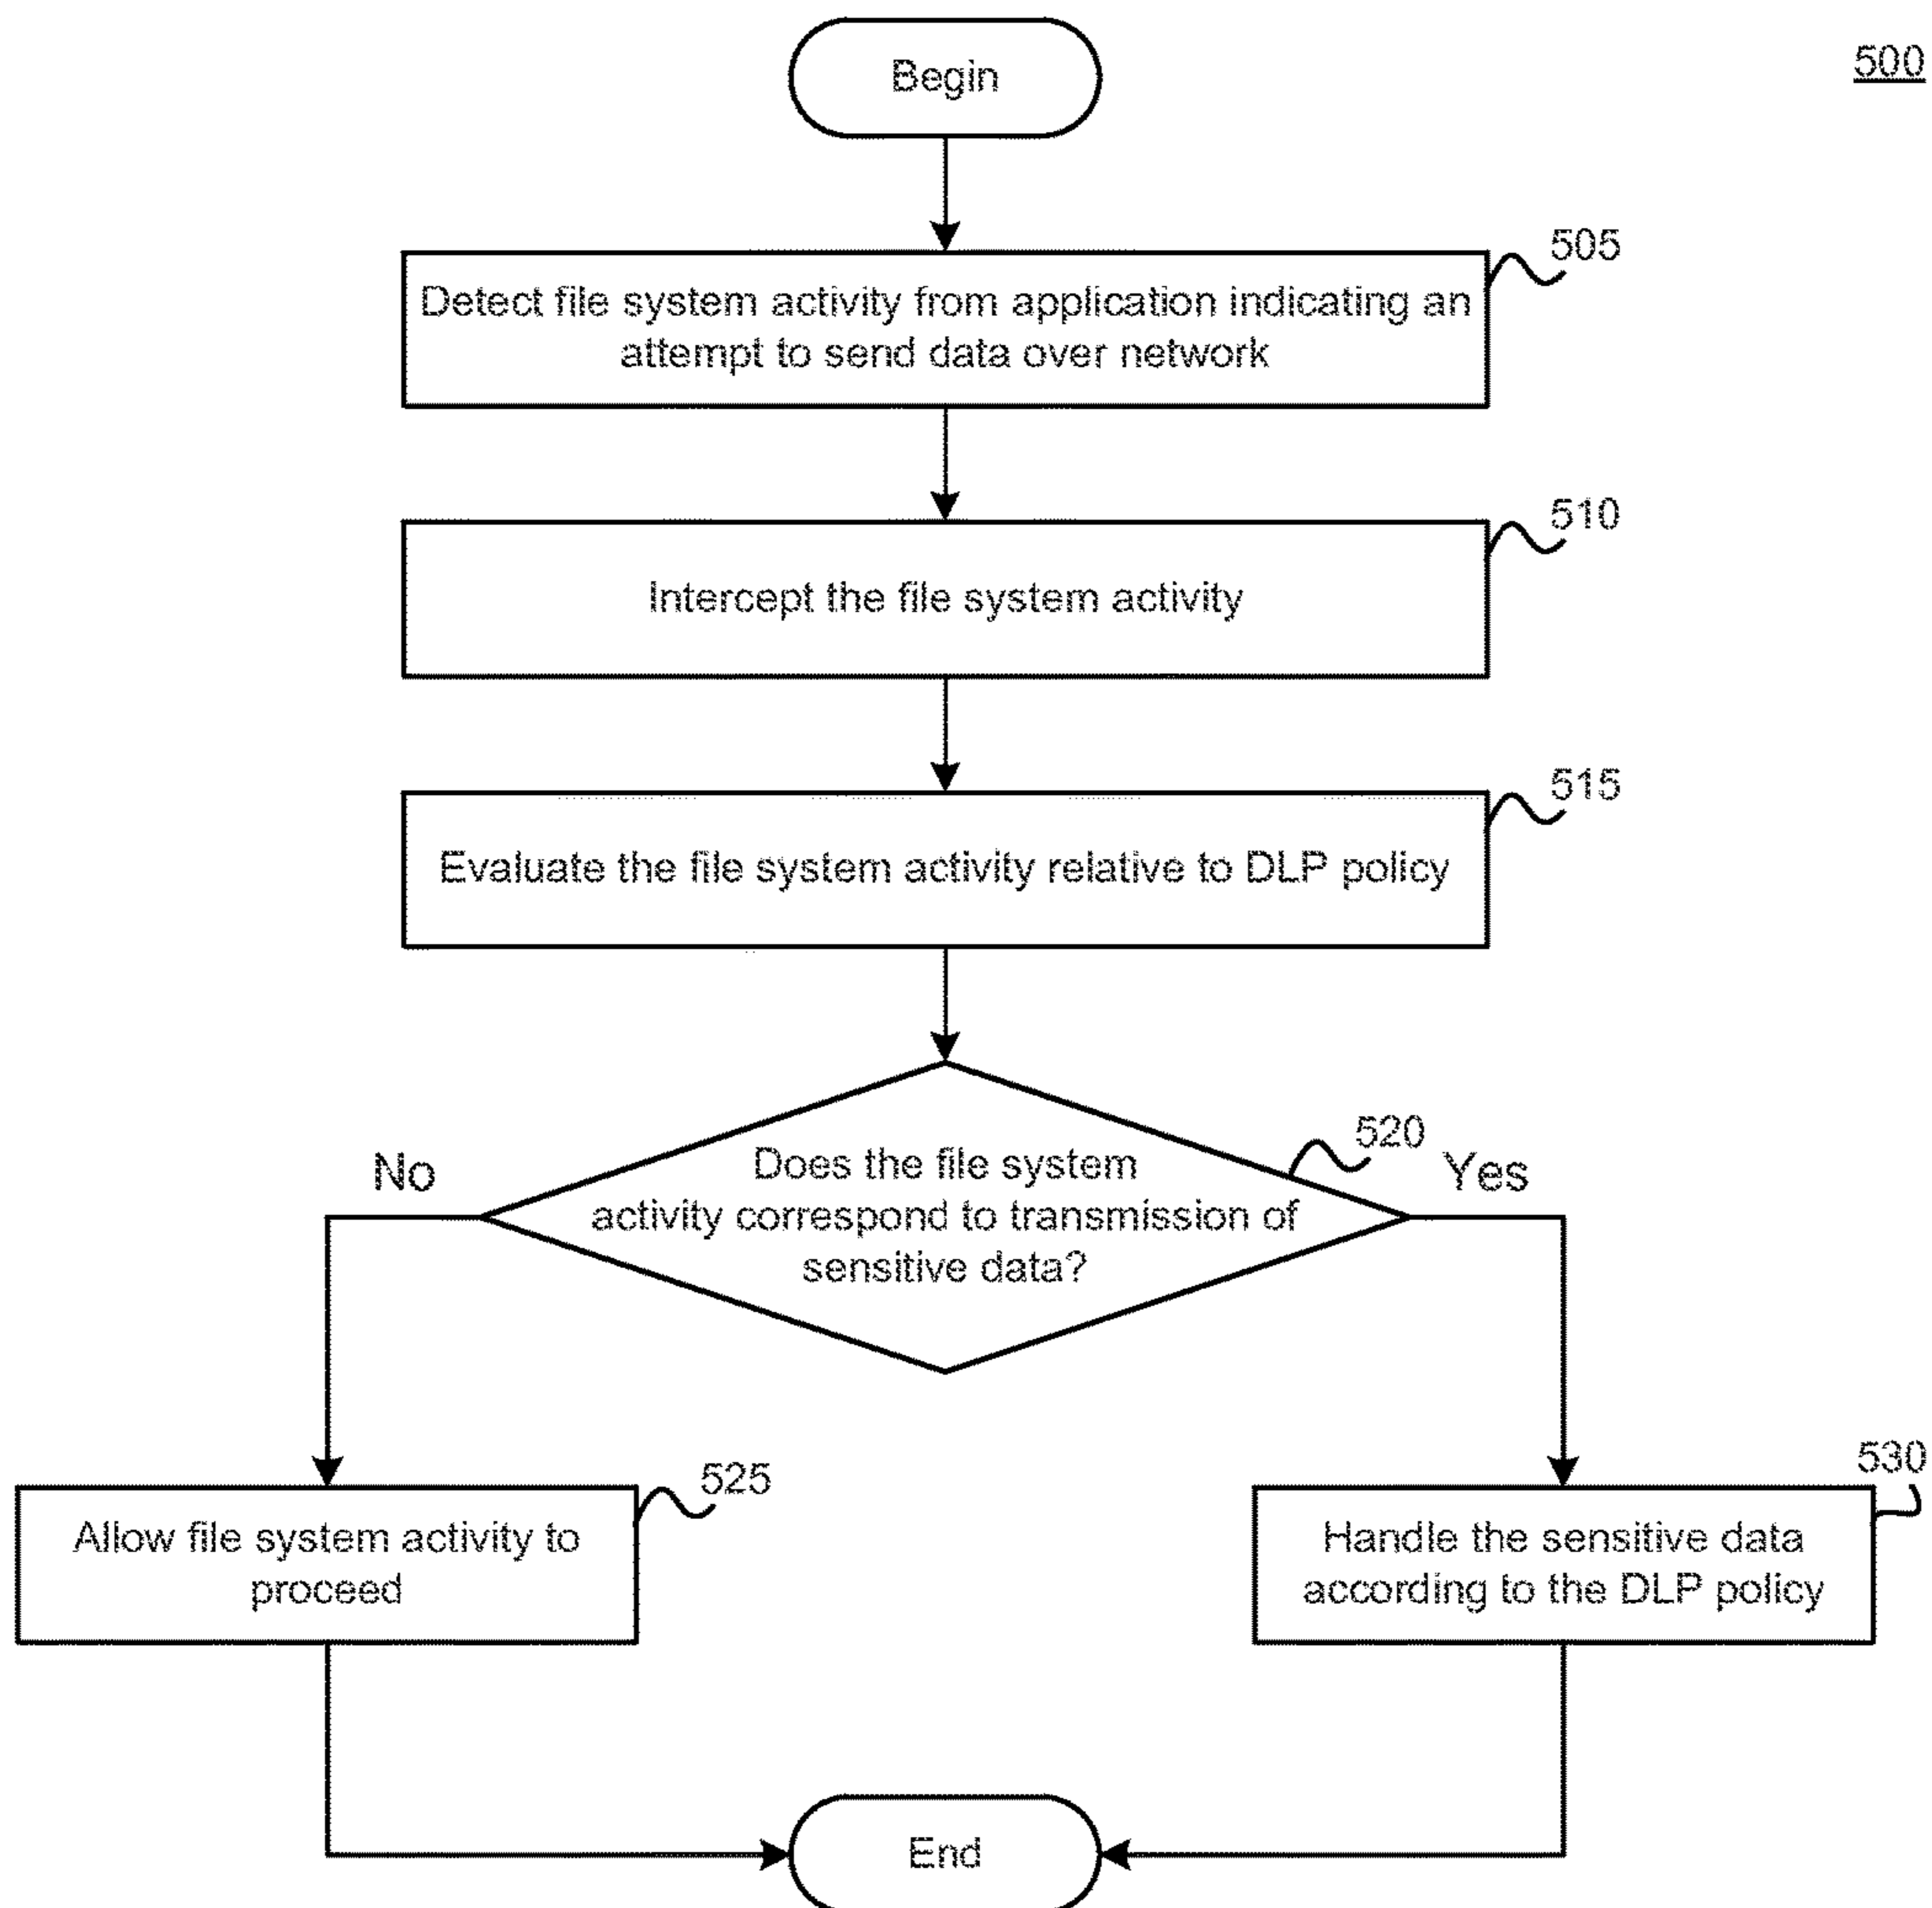 500
Begin
505
Detect file system activity from application indicating an
attempt to send data over network
510
Intercept the file system activity
515
Evaluate the file system activity relative to DLP policy
520
No
Yes
Does the file system
activity correspond to transmission of
sensitive data?
525
530
Allow file system activity to
proceed
Handle the sensitive data
according to the DLP policy
End